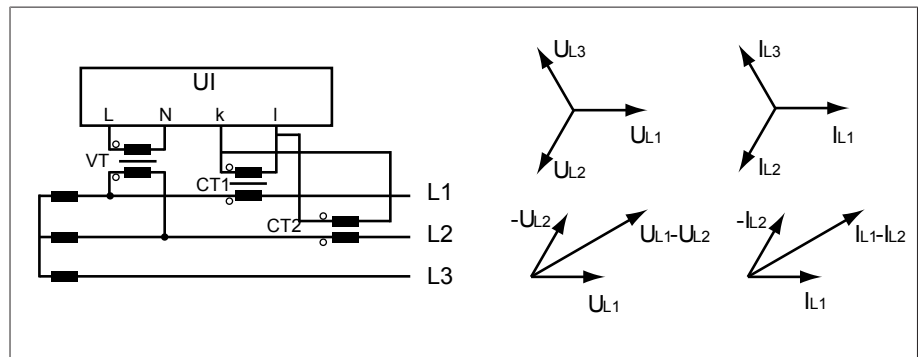 UI
L N k l
VT
CT1
CT2
L1
L2
L3
UL3
UL1
UL2
IL3
IL1
IL2
-UL2
UL1-UL2
UL1
-IL2
IL1-IL2
IL1